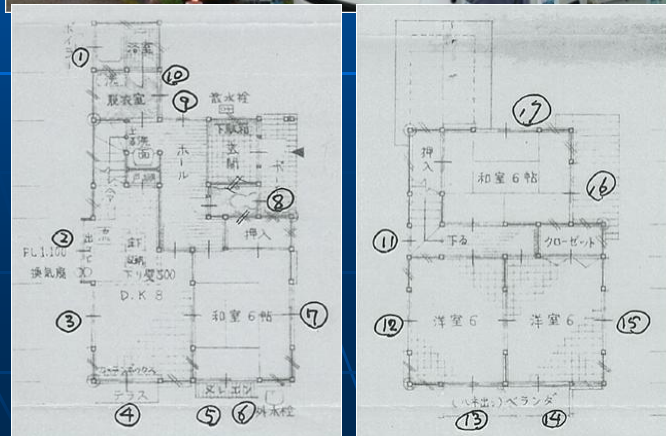 浴室
①
⑩
脱衣室
⑨
散水栓
下駄箱
玄関
ホール
⑧
②
押入
FL1.100
換気扇
下り壁500
D.K 8
③
和室6帖
⑦
テラス
④
⑤
⑥
外水栓
⑰
押入
和室6帖
⑯
⑪
下る
クローゼット
⑫
洋室6
洋室6
⑮
ベランダ
⑬
⑭